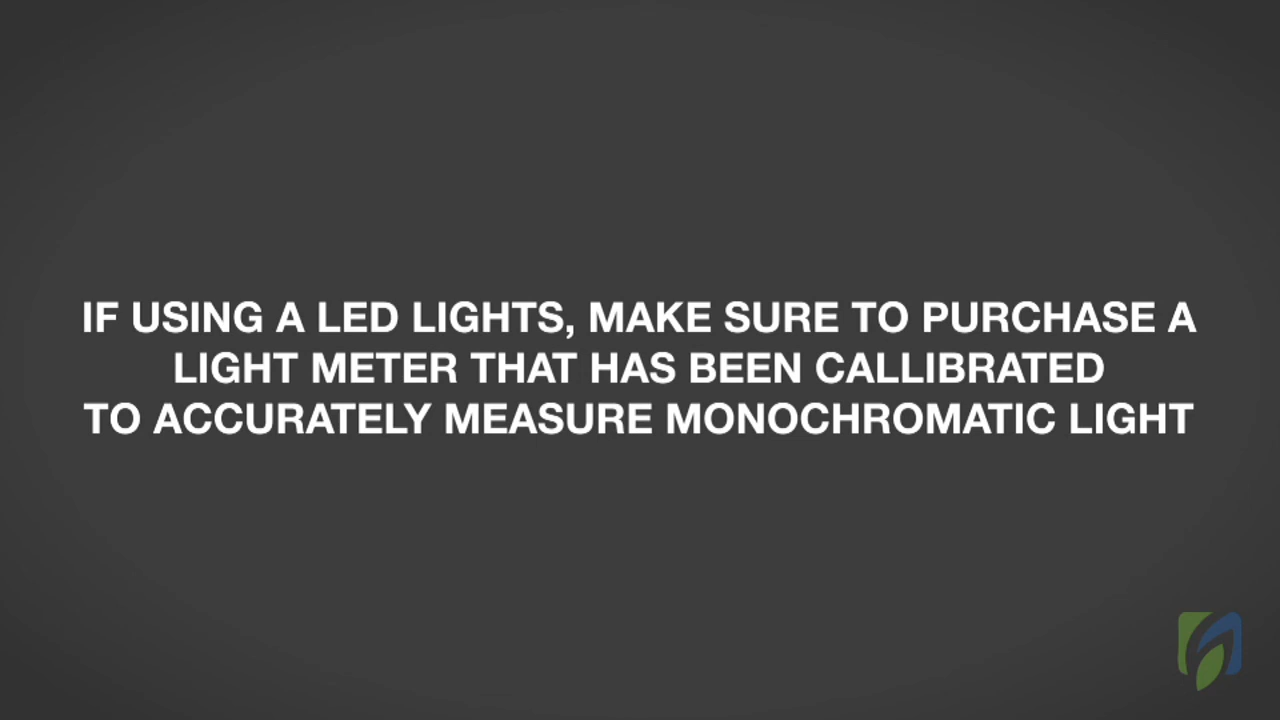 IF USING A LED LIGHTS, MAKE SURE TO PURCHASE A
LIGHT METER THAT HAS BEEN CALLIBRATED
TO ACCURATELY MEASURE MONOCHROMATIC LIGHT